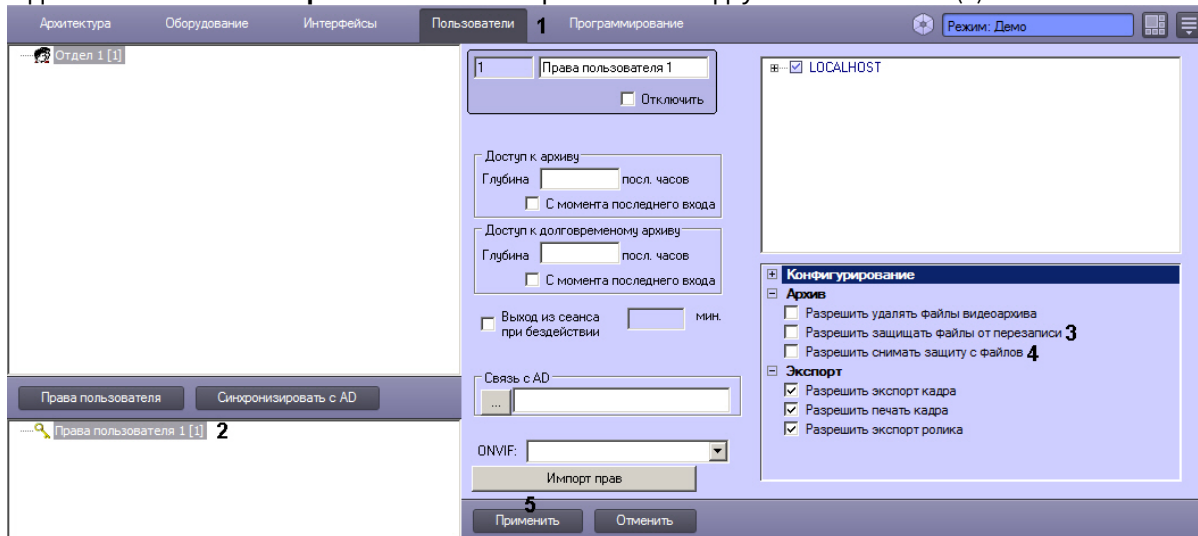 Архитектура Оборудование Интерфейсы Пользователи 1 Программирование Режим: Демо
Отдел 1 [1]
1 Права пользователя 1
Отключить
Доступ к архиву
Глубина посл. часов
С момента последнего входа
Доступ к долговременому архиву
Глубина посл. часов
С момента последнего входа
Выход из сеанса
при бездействии
мин.
Связь с AD
...
ONVIF:
Импорт прав
5
Применить Отменить
LOCALHOST
Конфигурирование
Архив
Разрешить удалять файлы видеоархива
Разрешить защищать файлы от перезаписи 3
Разрешить снимать защиту с файлов 4
Экспорт
Разрешить экспорт кадра
Разрешить печать кадра
Разрешить экспорт ролика
Права пользователя Синхронизировать с AD
Права пользователя 1 [1] 2